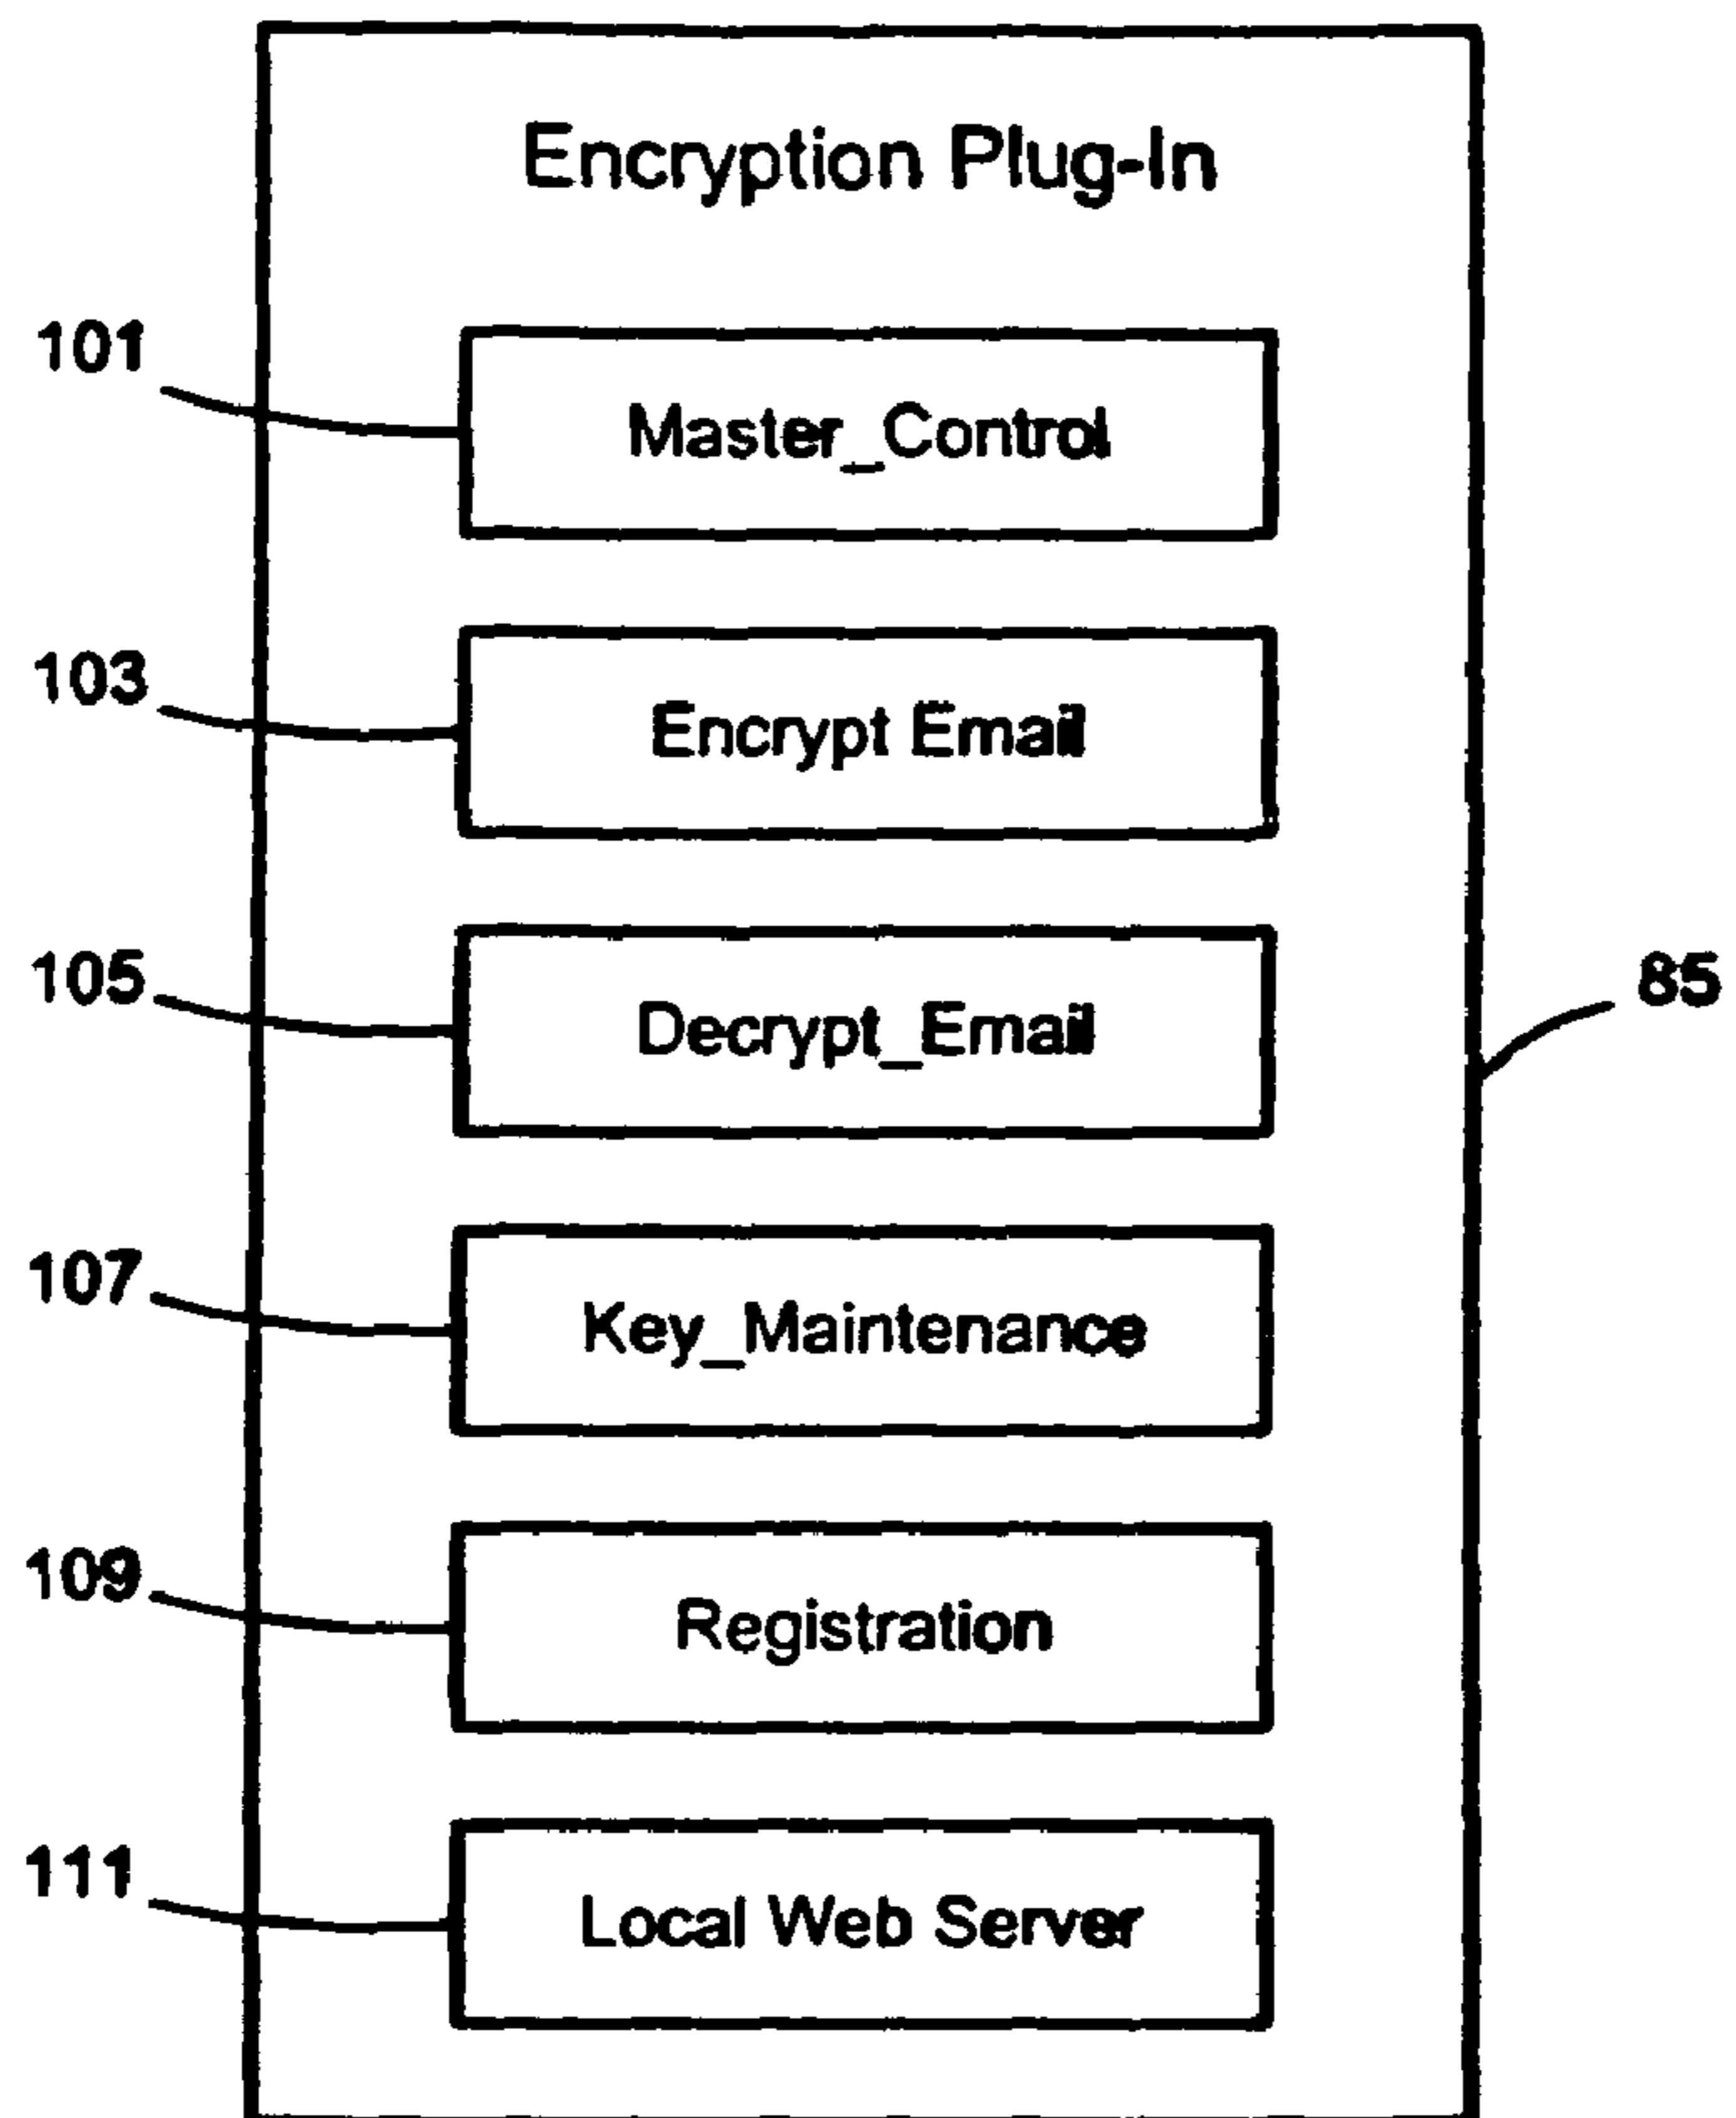 Encryption Plug-In
101
Master_Control
103
Encrypt Email
105
Decrypt_Email
85
107
Key_Maintenance
109
Registration
111
Local Web Server